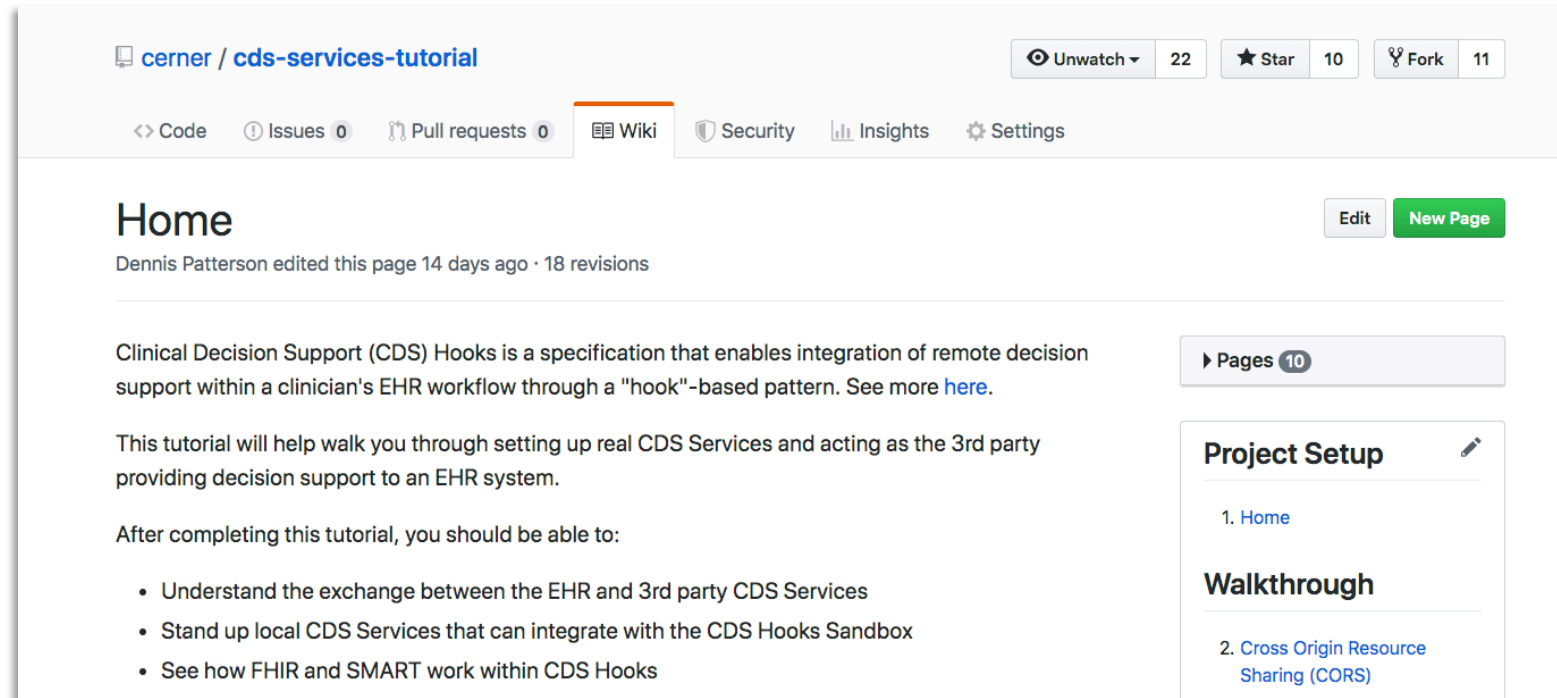 cerner / cds-services-tutorial
Unwatch 22 Star 10 Fork 11
Code Issues 0 Pull requests 0 Wiki Security Insights Settings
Home
Edit New Page
Dennis Patterson edited this page 14 days ago · 18 revisions
Clinical Decision Support (CDS) Hooks is a specification that enables integration of remote decision
support within a clinician's EHR workflow through a "hook"-based pattern. See more here.
This tutorial will help walk you through setting up real CDS Services and acting as the 3rd party
providing decision support to an EHR system.
After completing this tutorial, you should be able to:
• Understand the exchange between the EHR and 3rd party CDS Services
• Stand up local CDS Services that can integrate with the CDS Hooks Sandbox
• See how FHIR and SMART work within CDS Hooks
Pages 10
Project Setup
1. Home
Walkthrough
2. Cross Origin Resource
Sharing (CORS)